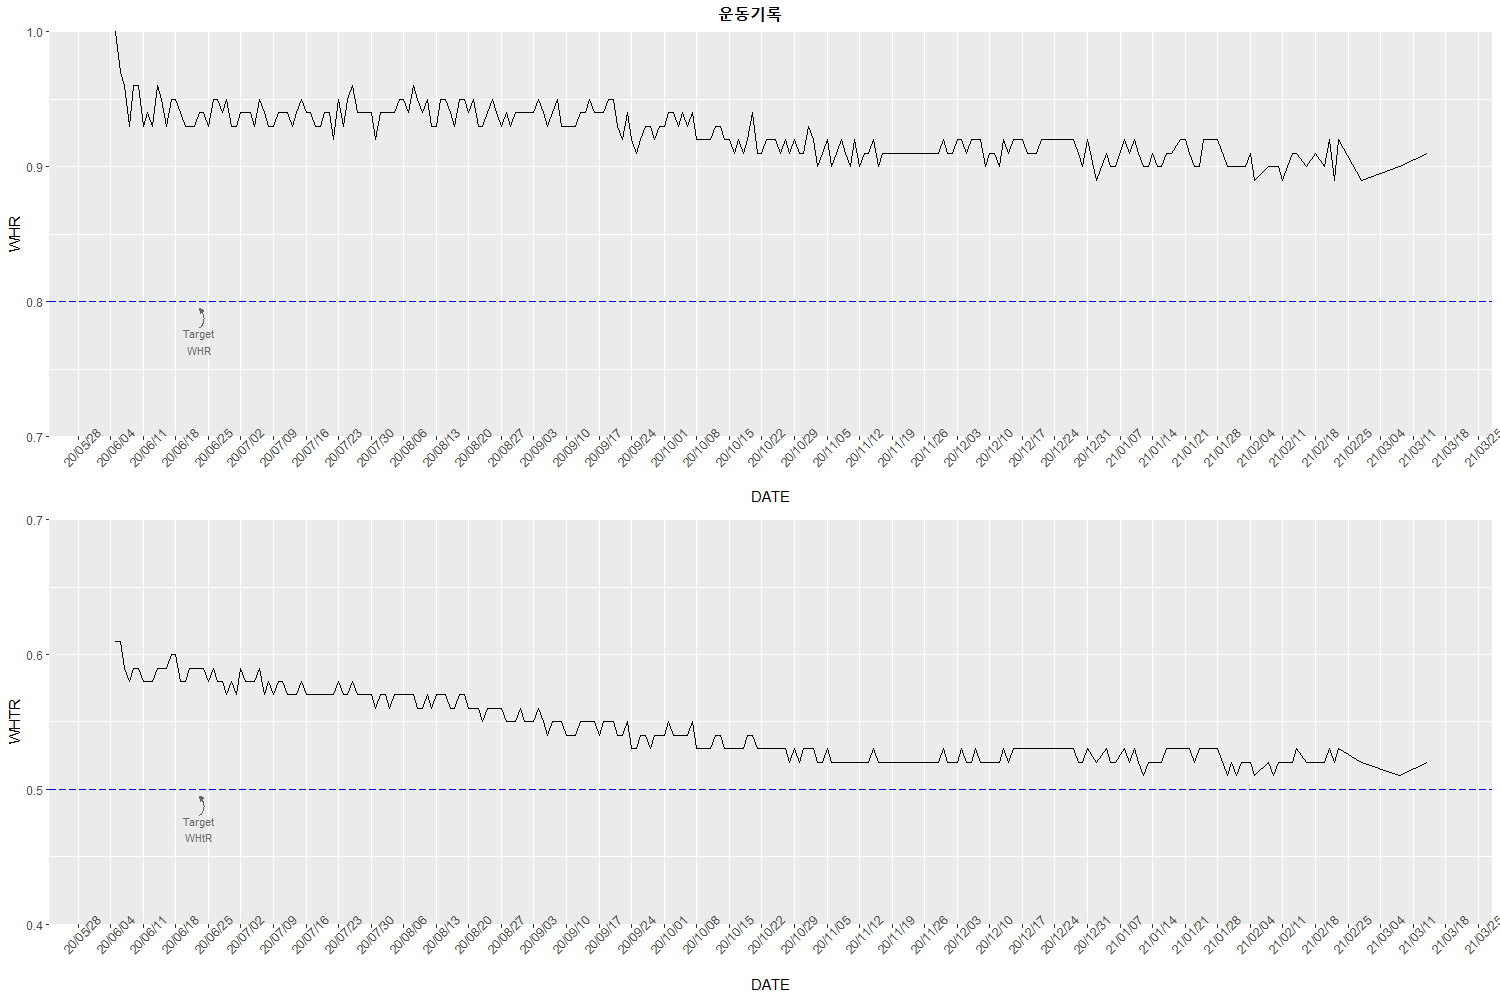 운동기록
1.0
0.9
0.8
0.7
WHR
Target
WHR
20/05/28 20/06/04 20/06/11 20/06/18 20/06/25 20/07/02 20/07/09 20/07/16 20/07/23 20/07/30 20/08/06 20/08/13 20/08/20 20/08/27 20/09/03 20/09/10 20/09/17 20/09/24 20/10/01 20/10/08 20/10/15 20/10/22 20/10/29 20/11/05 20/11/12 20/11/19 20/11/26 20/12/03 20/12/10 20/12/17 20/12/24 20/12/31 21/01/07 21/01/14 21/01/21 21/01/28 21/02/04 21/02/11 21/02/18 21/02/25 21/03/04 21/03/11 21/03/18 21/03/25
DATE
0.7
0.6
0.5
0.4
WHTR
Target
WHtR
20/05/28 20/06/04 20/06/11 20/06/18 20/06/25 20/07/02 20/07/09 20/07/16 20/07/23 20/07/30 20/08/06 20/08/13 20/08/20 20/08/27 20/09/03 20/09/10 20/09/17 20/09/24 20/10/01 20/10/08 20/10/15 20/10/22 20/10/29 20/11/05 20/11/12 20/11/19 20/11/26 20/12/03 20/12/10 20/12/17 20/12/24 20/12/31 21/01/07 21/01/14 21/01/21 21/01/28 21/02/04 21/02/11 21/02/18 21/02/25 21/03/04 21/03/11 21/03/18 21/03/25
DATE